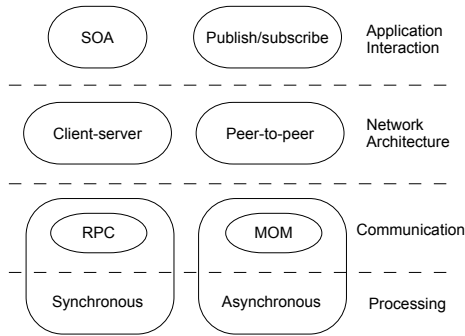 SOA
Publish/subscribe
Application
Interaction
Client-server
Peer-to-peer
Network
Architecture
RPC
MOM
Communication
Synchronous
Asynchronous
Processing